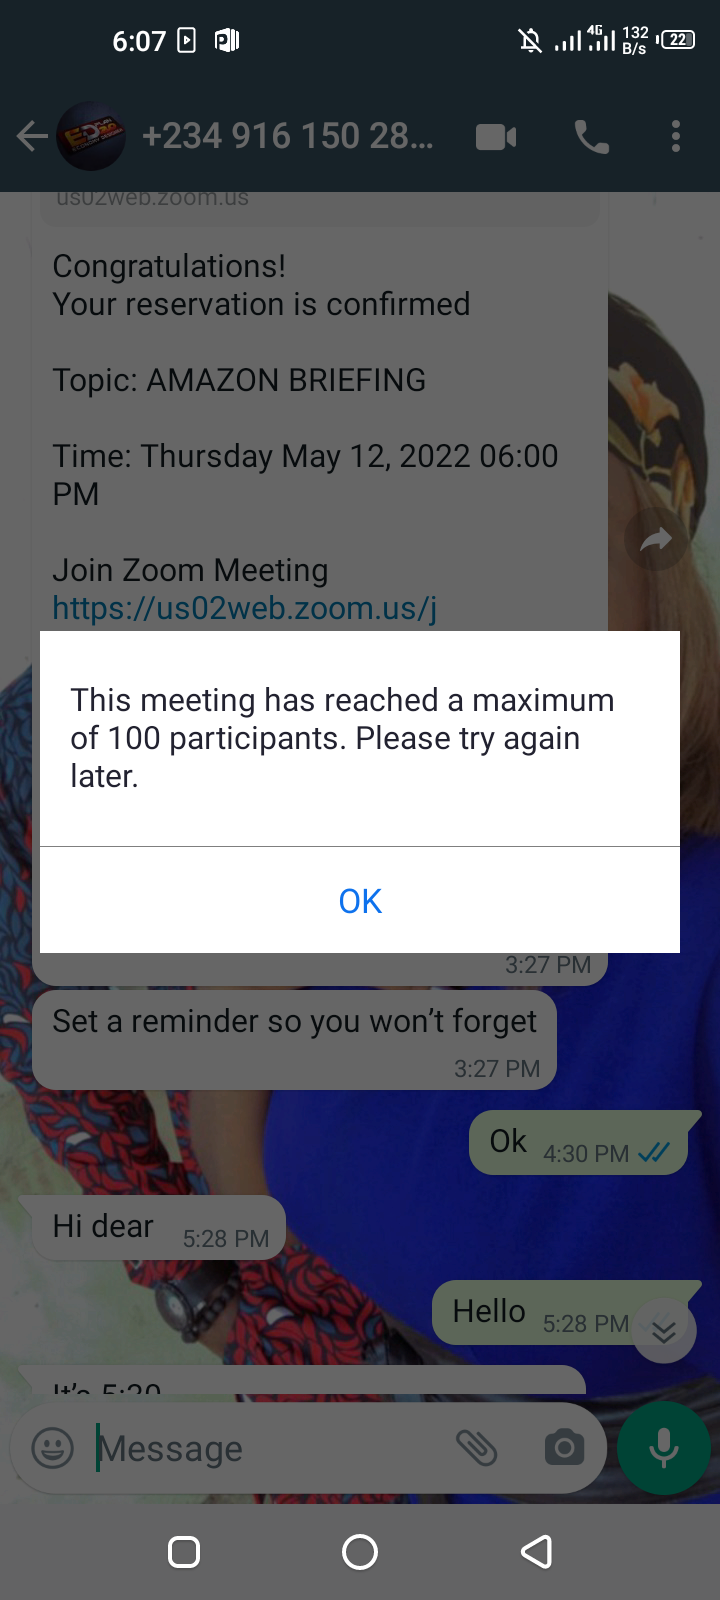 6:07
4G
132
B/s
22
+234 916 150 28...
us02web.zoom.us
Congratulations!
Your reservation is confirmed
Topic: AMAZON BRIEFING
Time: Thursday May 12, 2022 06:00
PM
Join Zoom Meeting
https://us02web.zoom.us/j
This meeting has reached a maximum
of 100 participants. Please try again
later.
OK
3:27 PM
Set a reminder so you won't forget
3:27 PM
Ok 4:30 PM
Hi dear 5:28 PM
Hello 5:28 PM
It's 5:30
Message